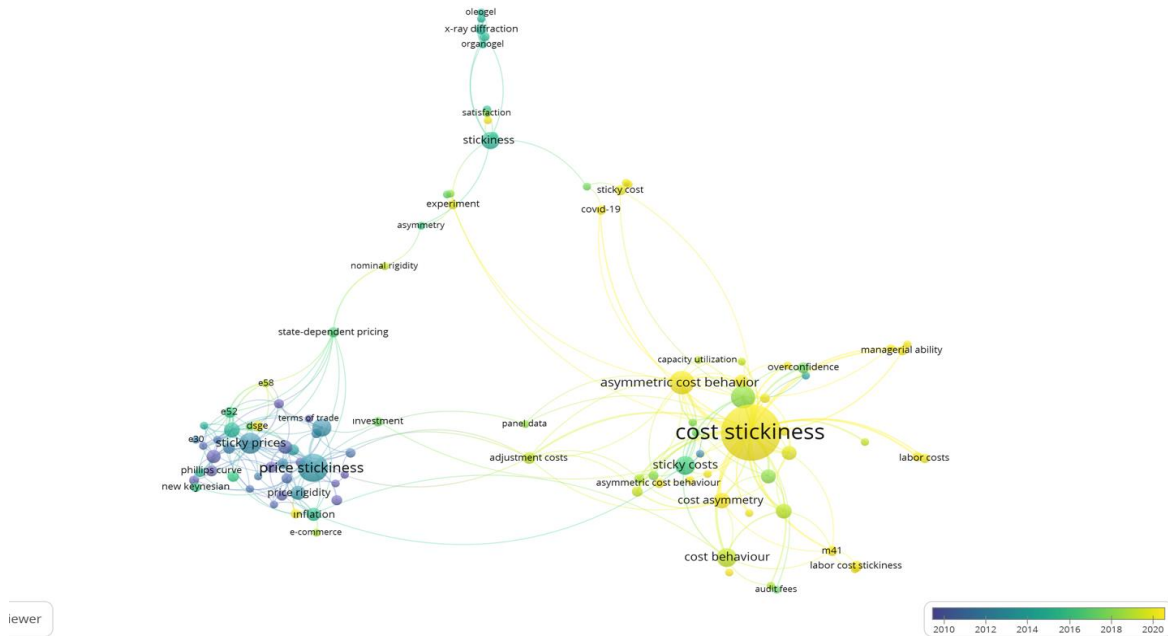 oleogel
x-ray diffraction
organogel
satisfaction
stickiness
sticky cost
experiment
covid-19
asymmetry
nominal rigidity
state-dependent pricing
managerial ability
capacity utilization
overconfidence
asymmetric cost behavior
e58
e52
terms of trade
investment
panel data
dsge
cost stickiness
e30
sticky prices
adjustment costs
labor costs
phillips curve
price stickiness
sticky costs
new keynesian
price rigidity
asymmetric cost behaviour
cost asymmetry
inflation
e-commerce
m41
cost behaviour
labor cost stickiness
audit fees
iewer
2010 2012 2014 2016 2018 2020